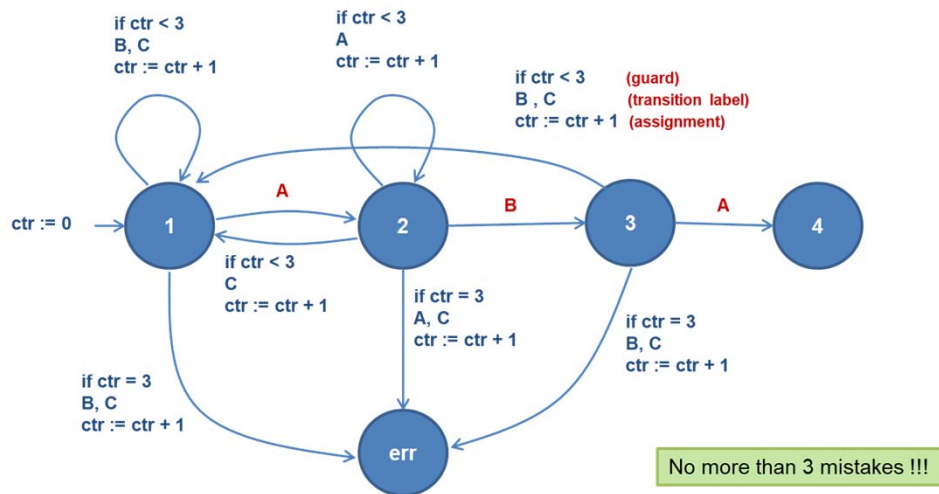 if ctr < 3
B, C
ctr := ctr + 1
if ctr < 3
A
ctr := ctr + 1
if ctr < 3 (guard)
B , C (transition label)
ctr := ctr + 1 (assignment)
ctr := 0
1
A
2
B
3
A
4
if ctr < 3
C
ctr := ctr + 1
if ctr = 3
A, C
ctr := ctr + 1
if ctr = 3
B, C
ctr := ctr + 1
if ctr = 3
B, C
ctr := ctr + 1
err
No more than 3 mistakes !!!